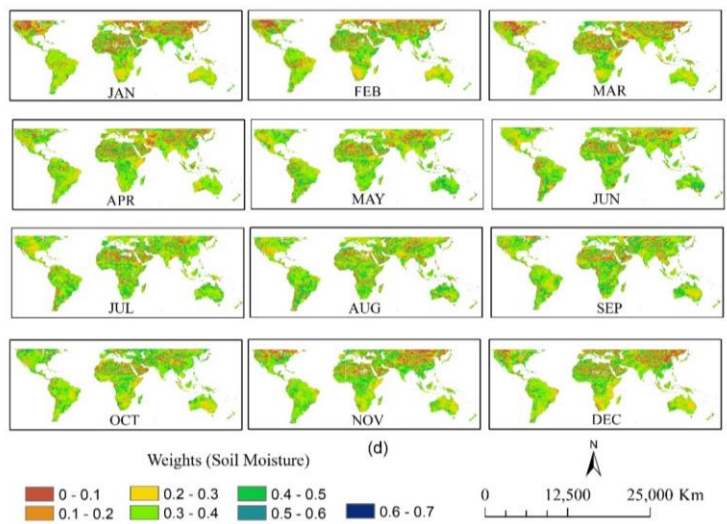 JAN FEB MAR
APR MAY JUN
JUL AUG SEP
OCT NOV DEC
(d)
Weights (Soil Moisture)
N
0 - 0.1 0.2 - 0.3 0.4 - 0.5
0.1 - 0.2 0.3 - 0.4 0.5 - 0.6 0.6 - 0.7
0 12,500 25,000 Km